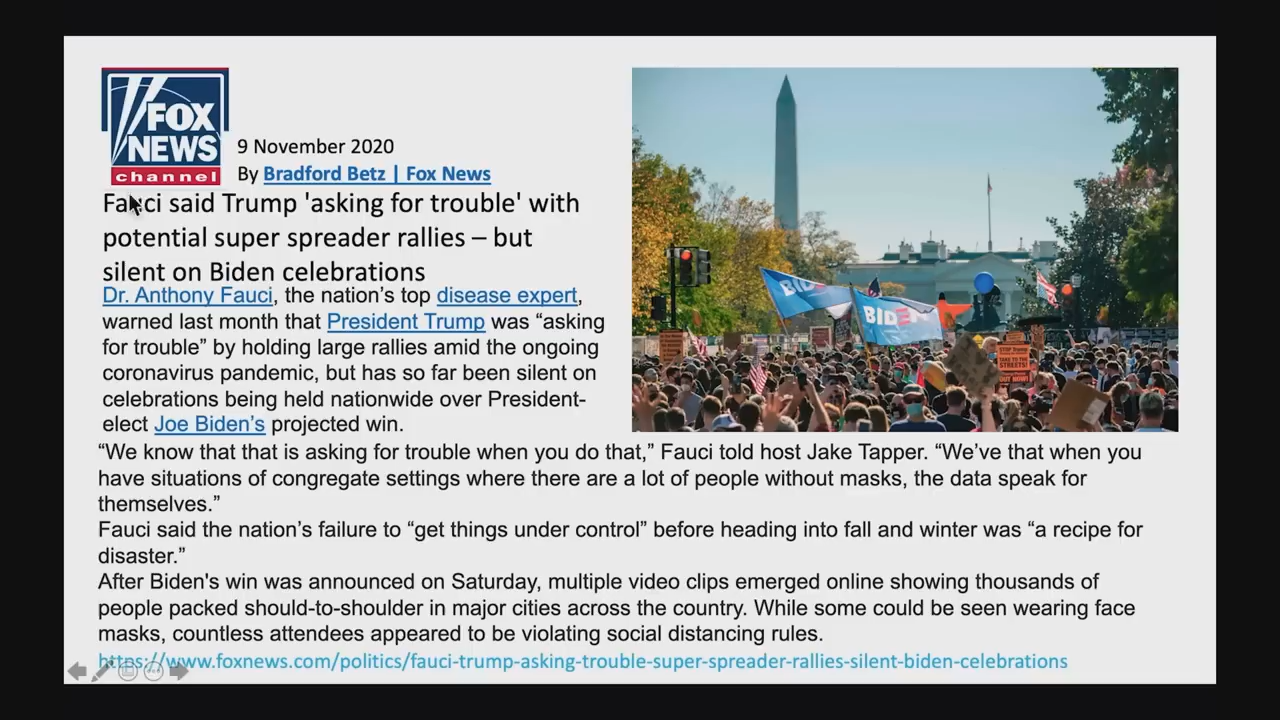 FOX
NEWS
channel
9 November 2020
By Bradford Betz | Fox News
Fauci said Trump 'asking for trouble' with
potential super spreader rallies – but
silent on Biden celebrations
Dr. Anthony Fauci, the nation’s top disease expert,
warned last month that President Trump was “asking
for trouble” by holding large rallies amid the ongoing
coronavirus pandemic, but has so far been silent on
celebrations being held nationwide over President-
elect Joe Biden’s projected win.
BIDEN
“We know that that is asking for trouble when you do that,” Fauci told host Jake Tapper. “We’ve that when you
have situations of congregate settings where there are a lot of people without masks, the data speak for
themselves.”
Fauci said the nation’s failure to “get things under control” before heading into fall and winter was “a recipe for
disaster.”
After Biden's win was announced on Saturday, multiple video clips emerged online showing thousands of
people packed should-to-shoulder in major cities across the country. While some could be seen wearing face
masks, countless attendees appeared to be violating social distancing rules.
https://www.foxnews.com/politics/fauci-trump-asking-trouble-super-spreader-rallies-silent-biden-celebrations